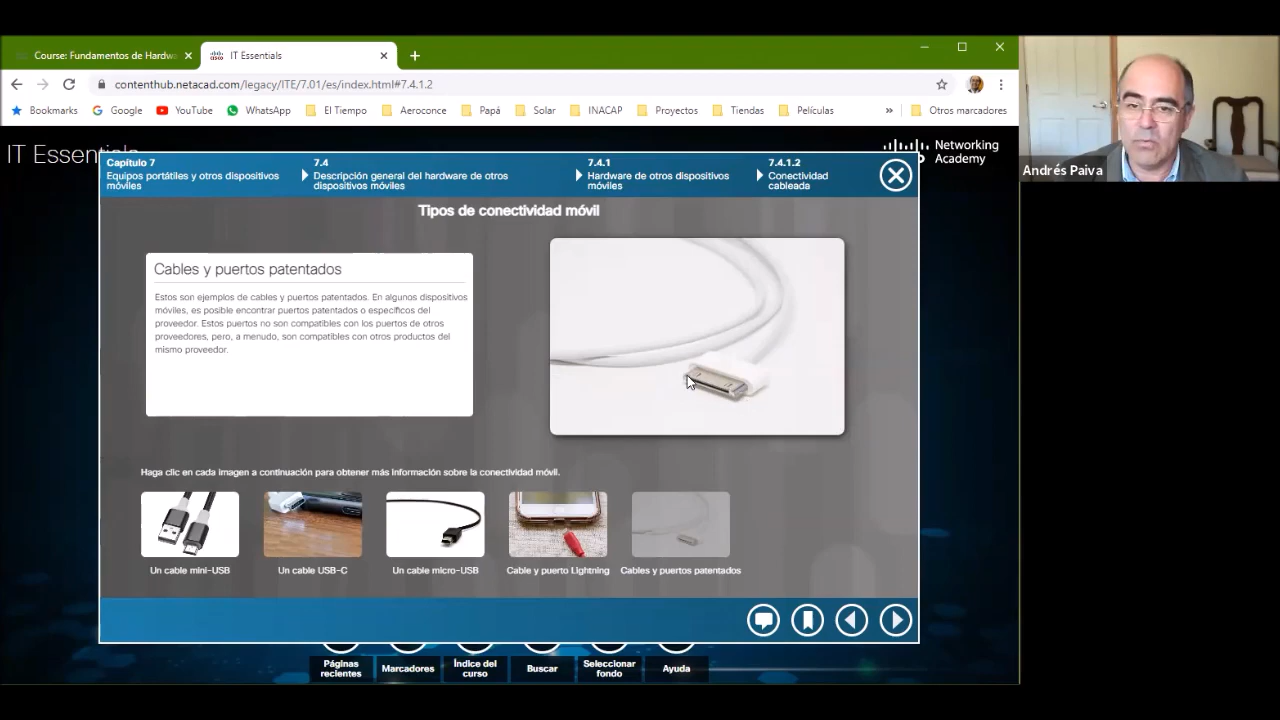 Course: Fundamentos de Hardwa
IT Essentials
contenthub.netacad.com/legacy/ITE/7.01/es/index.html#7.4.1.2
Bookmarks
Google
YouTube
WhatsApp
El Tiempo
Aeroconce
Papá
Solar
INACAP
Proyectos
Tiendas
Películas
»
Otros marcadores
IT Essentials
Networking
Academy
Andrés Paiva
Capítulo 7
Equipos portátiles y otros dispositivos
móviles
7.4
Descripción general del hardware de otros
dispositivos móviles
7.4.1
Hardware de otros dispositivos
móviles
7.4.1.2
Conectividad
cableada
Tipos de conectividad móvil
Cables y puertos patentados
Estos son ejemplos de cables y puertos patentados. En algunos dispositivos
móviles, es posible encontrar puertos patentados o específicos del
proveedor. Estos puertos no son compatibles con los puertos de otros
proveedores, pero, a menudo, son compatibles con otros productos del
mismo proveedor.
Haga clic en cada imagen a continuación para obtener más información sobre la conectividad móvil.
Un cable mini-USB
Un cable USB-C
Un cable micro-USB
Cable y puerto Lightning
Cables y puertos patentados
Páginas
recientes
Marcadores
Índice del
curso
Buscar
Seleccionar
fondo
Ayuda